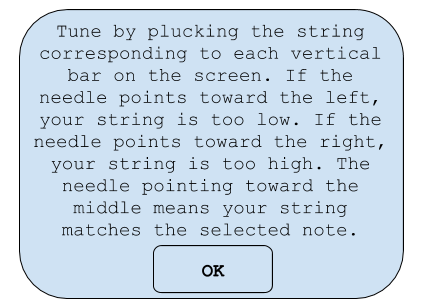 Tune by plucking the string
corresponding to each vertical
bar on the screen. If the
needle points toward the left,
your string is too low. If the
needle points toward the right,
your string is too high. The
needle pointing toward the
middle means your string
matches the selected note.
OK